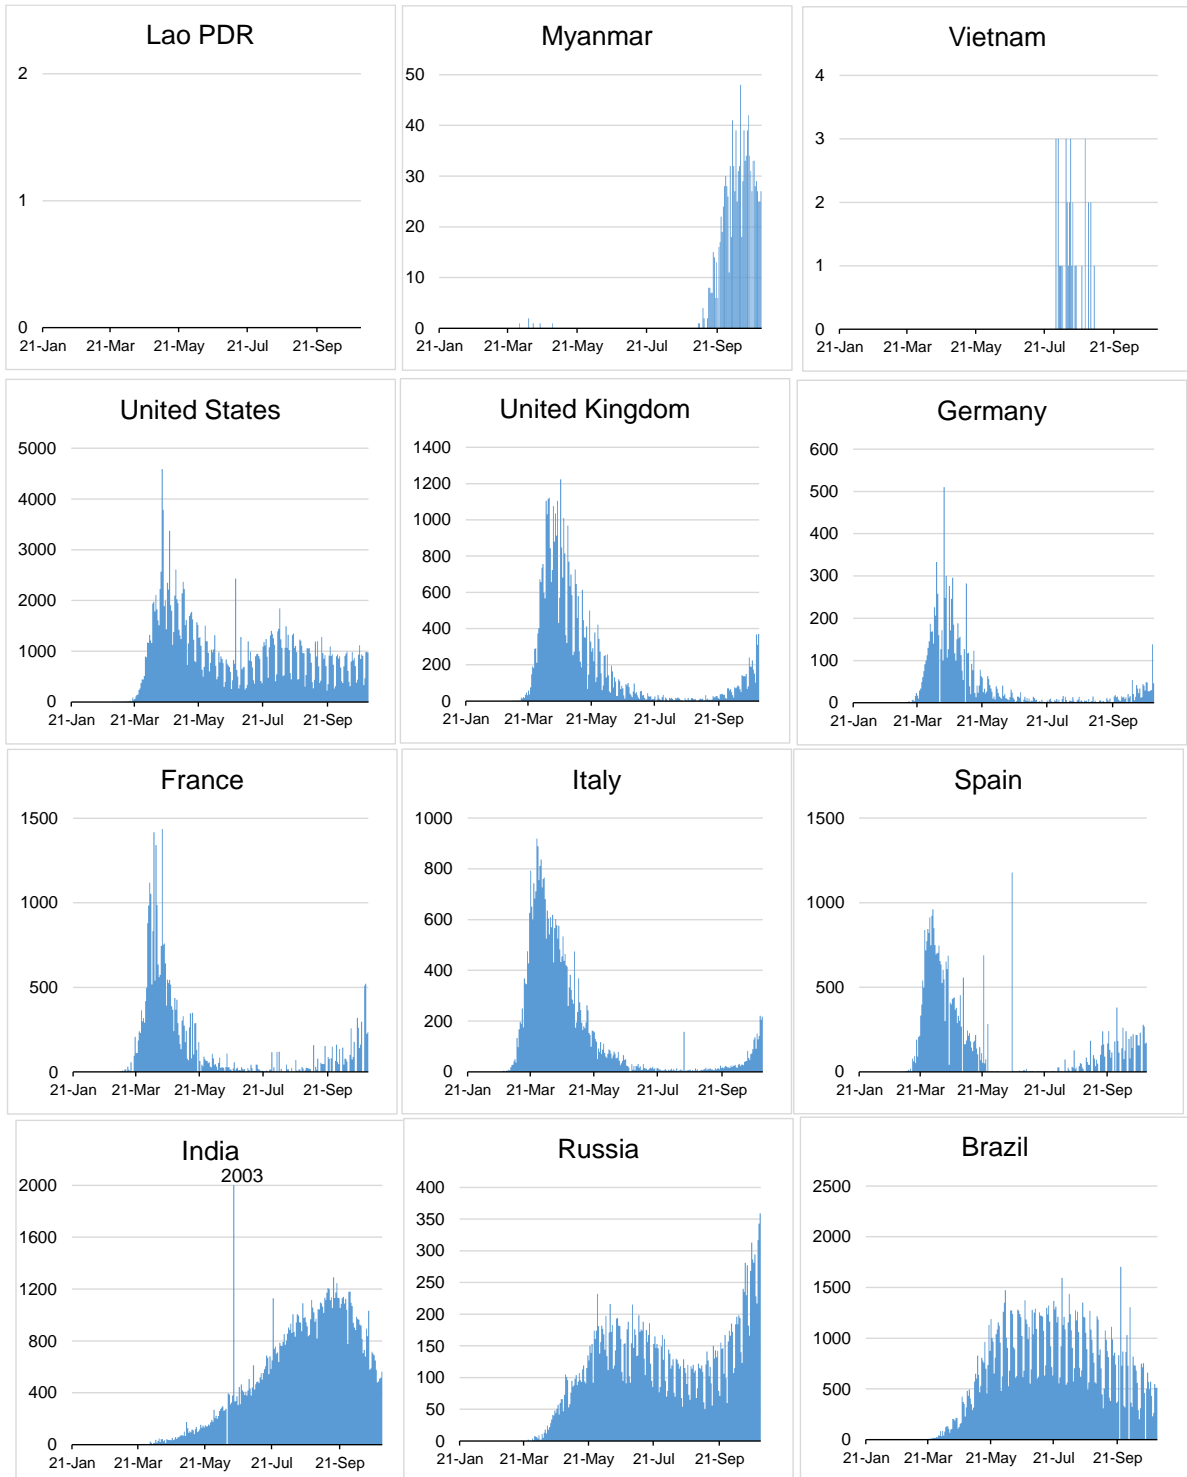 Lao PDR
2
1
0
21-Jan 21-Mar 21-May 21-Jul 21-Sep
Myanmar
50
40
30
20
10
0
21-Jan 21-Mar 21-May 21-Jul 21-Sep
Vietnam
4
3
2
1
0
21-Jan 21-Mar 21-May 21-Jul 21-Sep
United States
5000
4000
3000
2000
1000
0
21-Jan 21-Mar 21-May 21-Jul 21-Sep
United Kingdom
1400
1200
1000
800
600
400
200
0
21-Jan 21-Mar 21-May 21-Jul 21-Sep
Germany
600
500
400
300
200
100
0
21-Jan 21-Mar 21-May 21-Jul 21-Sep
France
1500
1000
500
0
21-Jan 21-Mar 21-May 21-Jul 21-Sep
Italy
1000
800
600
400
200
0
21-Jan 21-Mar 21-May 21-Jul 21-Sep
Spain
1500
1000
500
0
21-Jan 21-Mar 21-May 21-Jul 21-Sep
India
2003
2000
1600
1200
800
400
0
21-Jan 21-Mar 21-May 21-Jul 21-Sep
Russia
400
350
300
250
200
150
100
50
0
21-Jan 21-Mar 21-May 21-Jul 21-Sep
Brazil
2500
2000
1500
1000
500
0
21-Jan 21-Mar 21-May 21-Jul 21-Sep